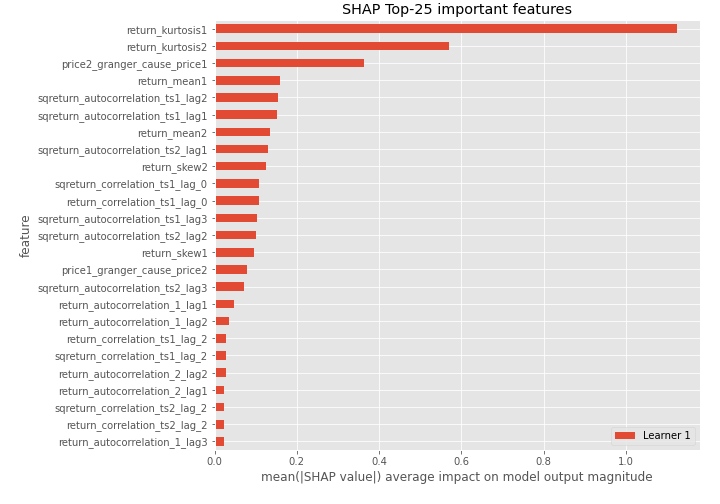 SHAP Top-25 important features
feature
return_kurtosis1
return_kurtosis2
price2_granger_cause_price1
return_mean1
sqreturn_autocorrelation_ts1_lag2
sqreturn_autocorrelation_ts1_lag1
return_mean2
sqreturn_autocorrelation_ts2_lag1
return_skew2
sqreturn_correlation_ts1_lag_0
return_correlation_ts1_lag_0
sqreturn_autocorrelation_ts1_lag3
sqreturn_autocorrelation_ts2_lag2
return_skew1
price1_granger_cause_price2
sqreturn_autocorrelation_ts2_lag3
return_autocorrelation_1_lag1
return_autocorrelation_1_lag2
return_correlation_ts1_lag_2
sqreturn_correlation_ts1_lag_2
return_autocorrelation_2_lag2
return_autocorrelation_2_lag1
sqreturn_correlation_ts2_lag_2
return_correlation_ts2_lag_2
return_autocorrelation_1_lag3
Learner 1
0.0 0.2 0.4 0.6 0.8 1.0
mean(|SHAP value|) average impact on model output magnitude